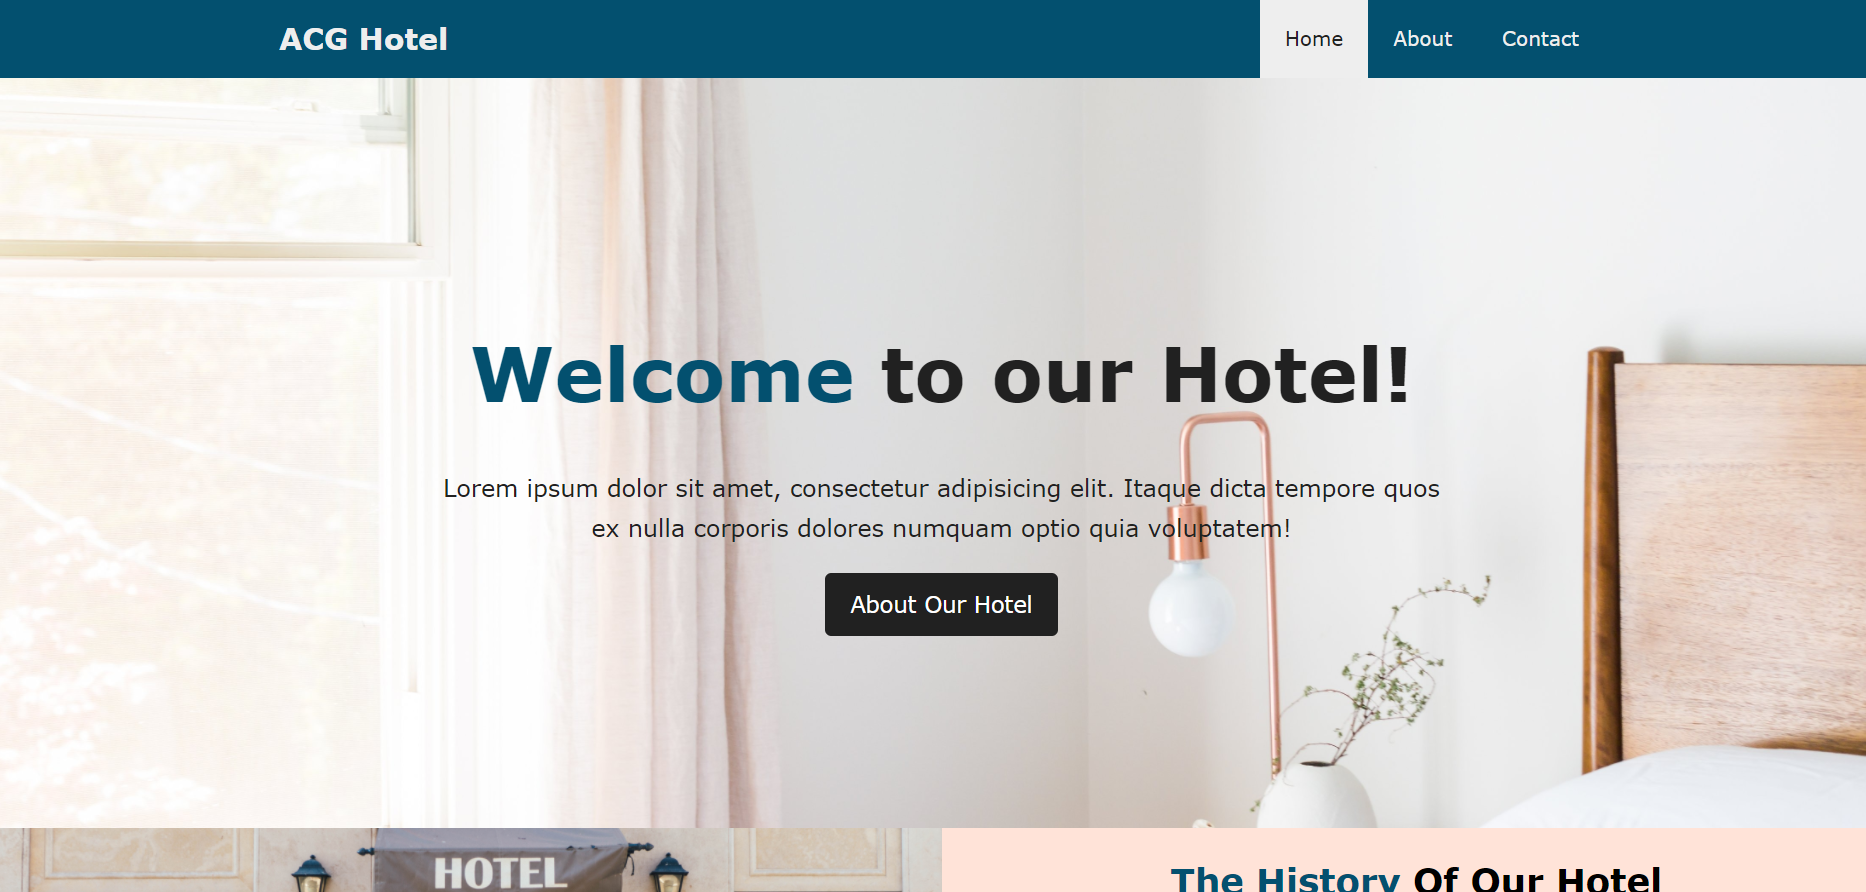 ACG Hotel
Home
About
Contact
Welcome to our Hotel!
Lorem ipsum dolor sit amet, consectetur adipisicing elit. Itaque dicta tempore quos
ex nulla corporis dolores numquam optio quia voluptatem!
About Our Hotel
HOTEL
The History Of Our Hotel